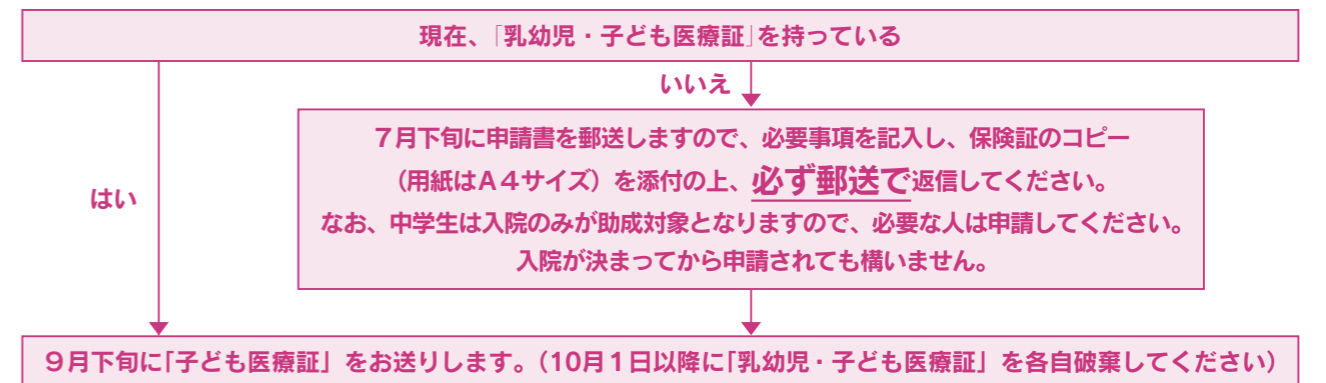 現在、「乳幼児・子ども医療証」を持っている
いいえ
はい
７月下旬に申請書を郵送しますので、必要事項を記入し、保険証のコピー
（用紙はＡ４サイズ）を添付の上、必ず郵送で返信してください。
なお、中学生は入院のみが助成対象となりますので、必要な人は申請してください。
入院が決まってから申請されても構いません。
９月下旬に「子ども医療証」をお送りします。（10月１日以降に「乳幼児・子ども医療証」を各自破棄してください）